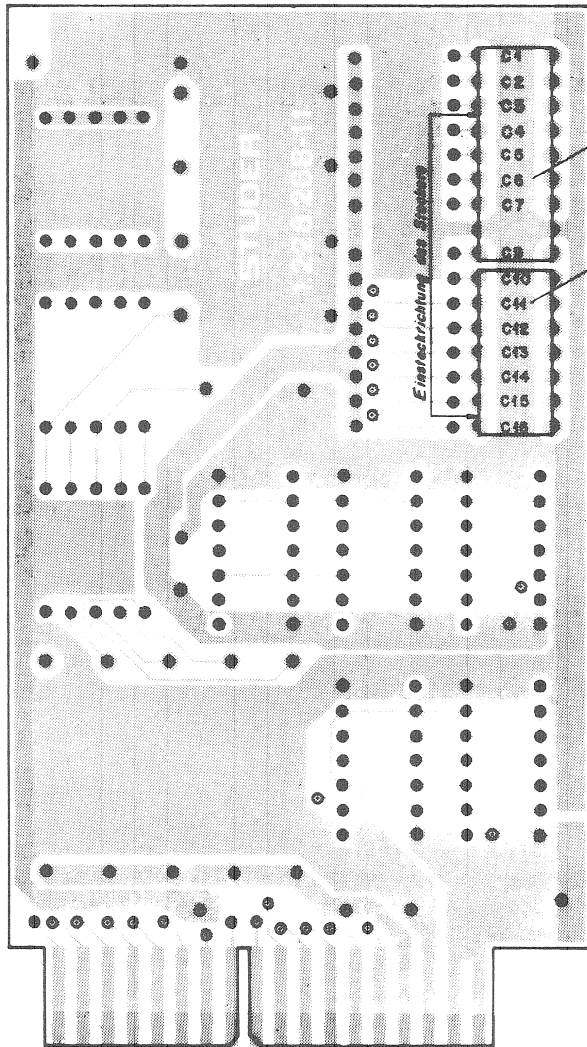 STUDER
1·228·268-11
Einsteckrichtung des Steckers
C1
C2
C3
C4
C5
C6
C7
C9
C10
C11
C12
C13
C14
C15
C16